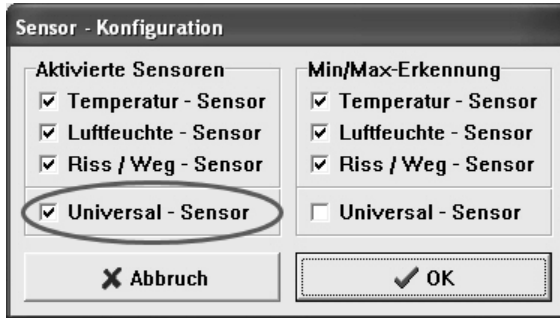 Sensor - Konfiguration
Aktivierte Sensoren
Temperatur - Sensor
Luftfeuchte - Sensor
Riss / Weg - Sensor
Universal - Sensor
Min/Max-Erkennung
Temperatur - Sensor
Luftfeuchte - Sensor
Riss / Weg - Sensor
Universal - Sensor
Abbruch
OK